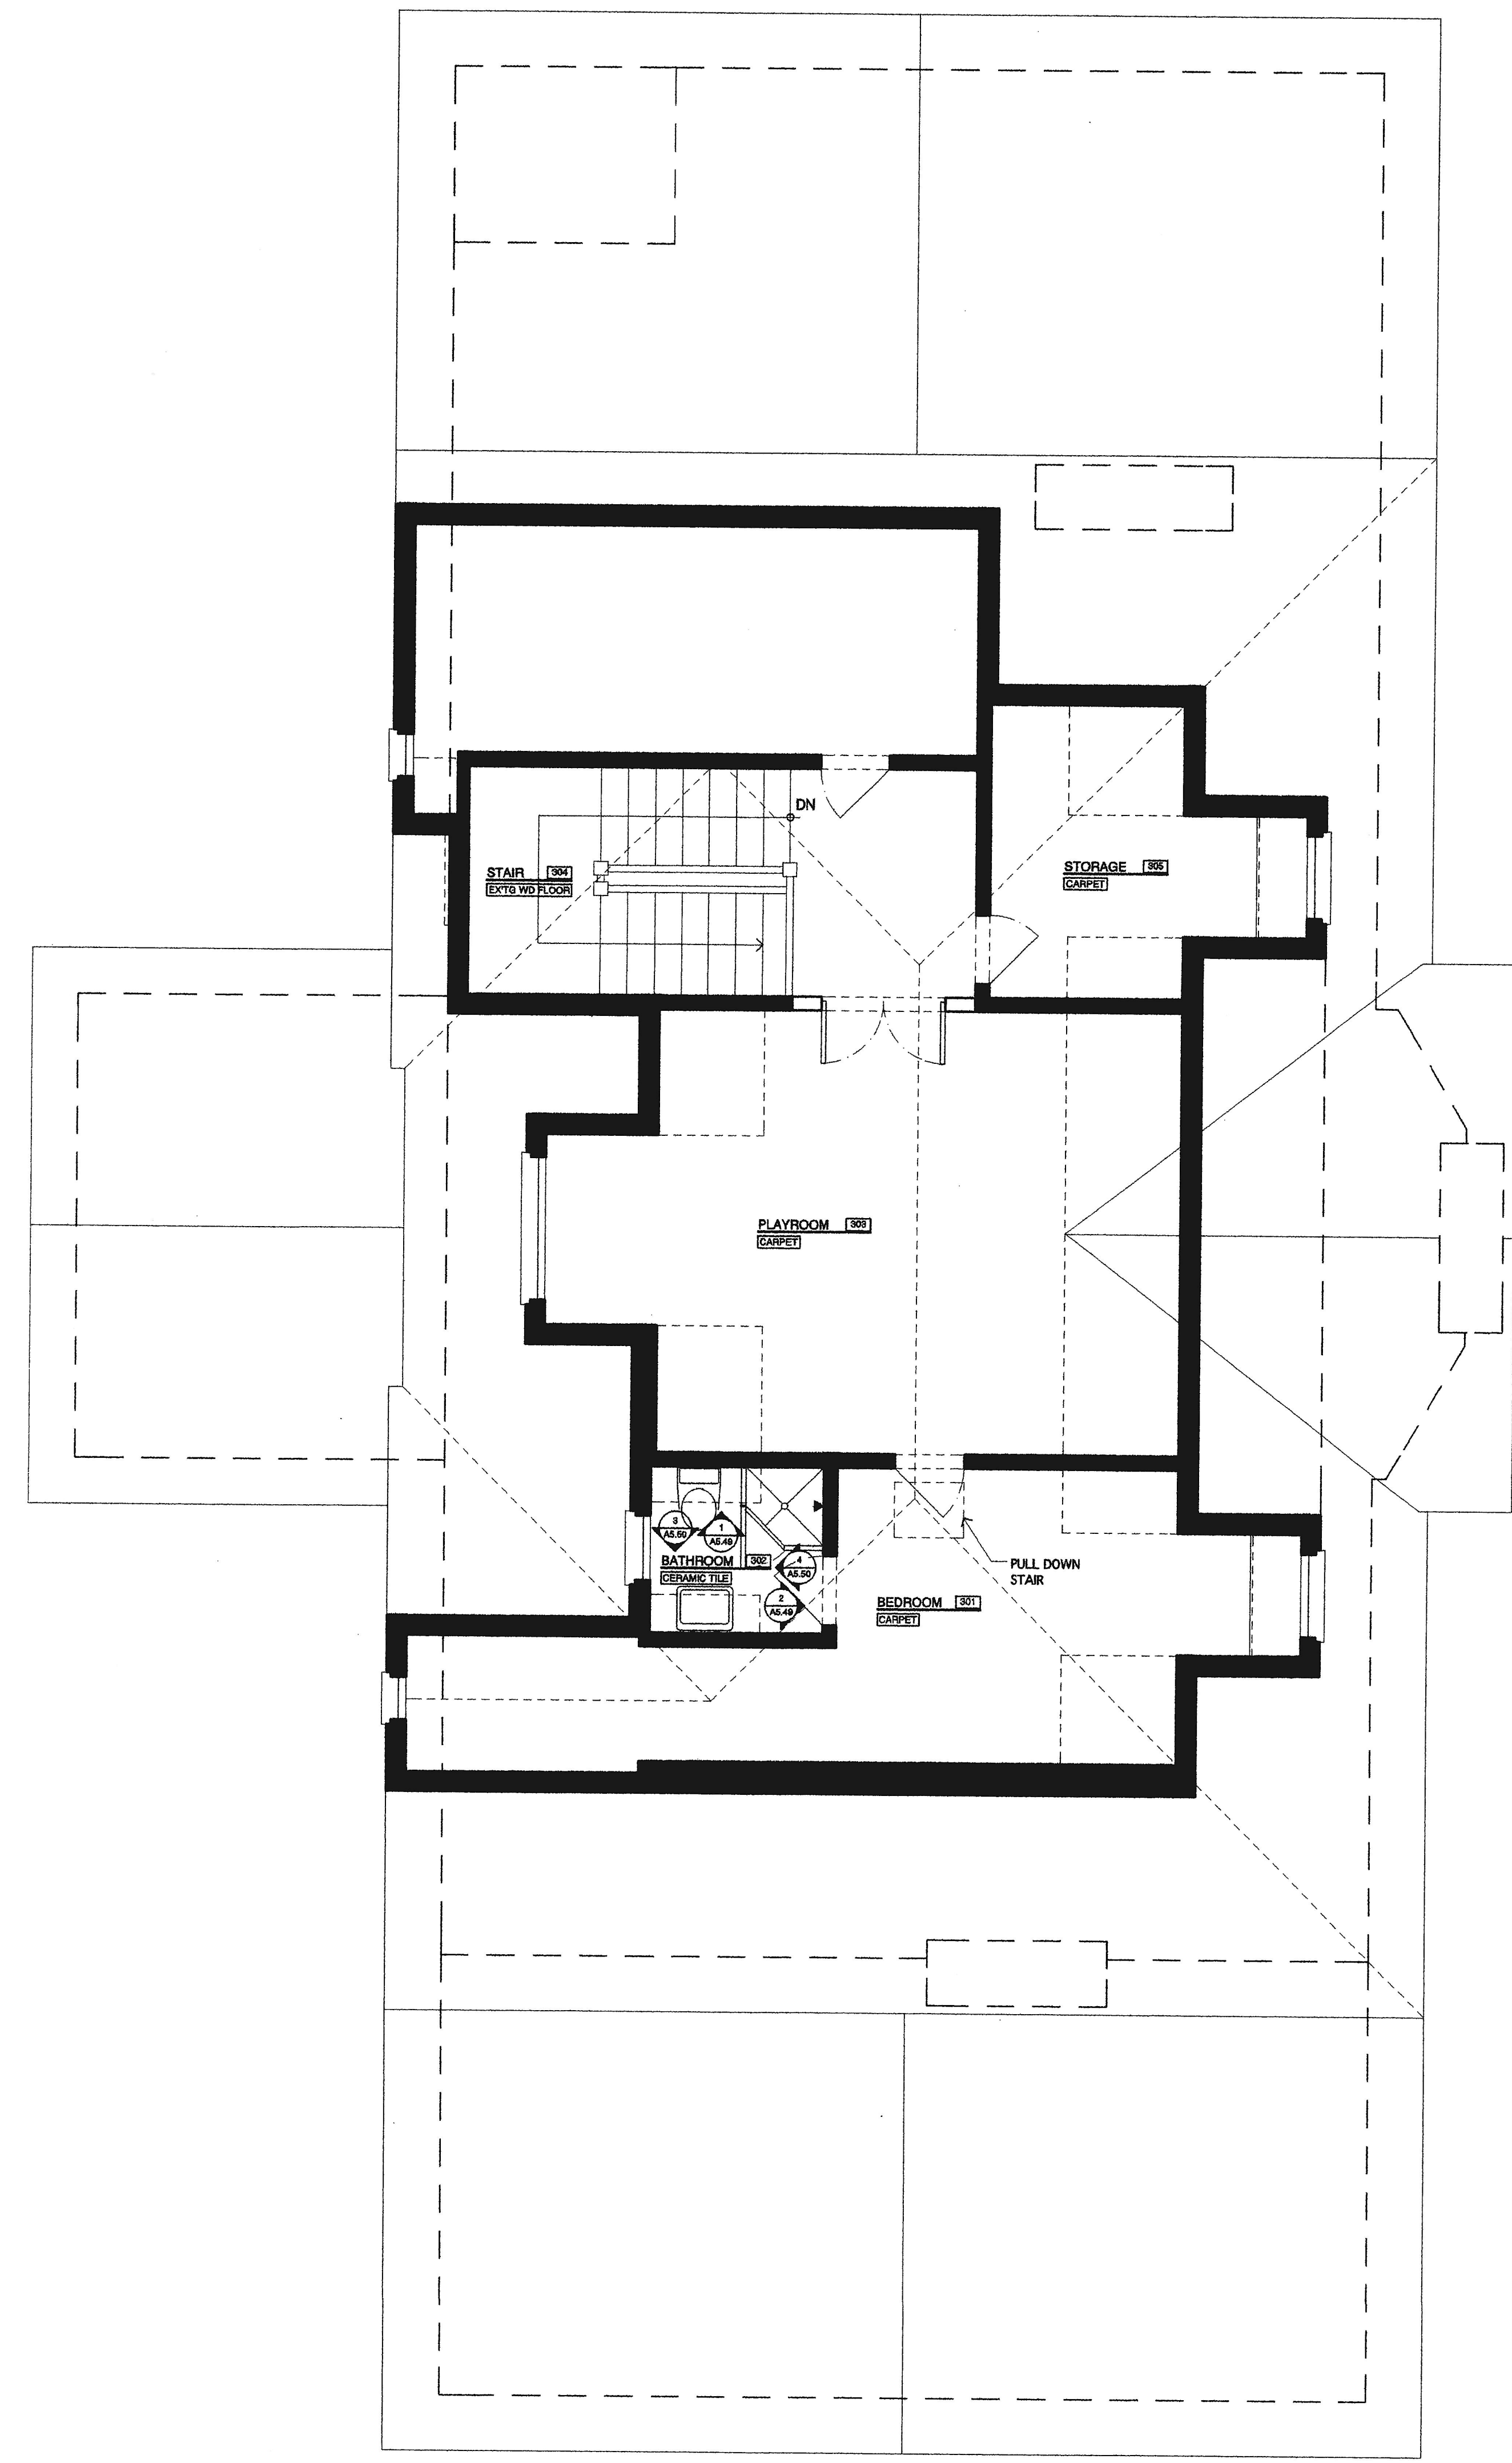 DN
STAIR 304
EX'TG WD FLOOR
STORAGE 305
CARPET
PLAYROOM 303
CARPET
3
A5.50
1
A5.49
BATHROOM 302
CERAMIC TILE
4
A5.50
2
A5.49
PULL DOWN
STAIR
BEDROOM 301
CARPET